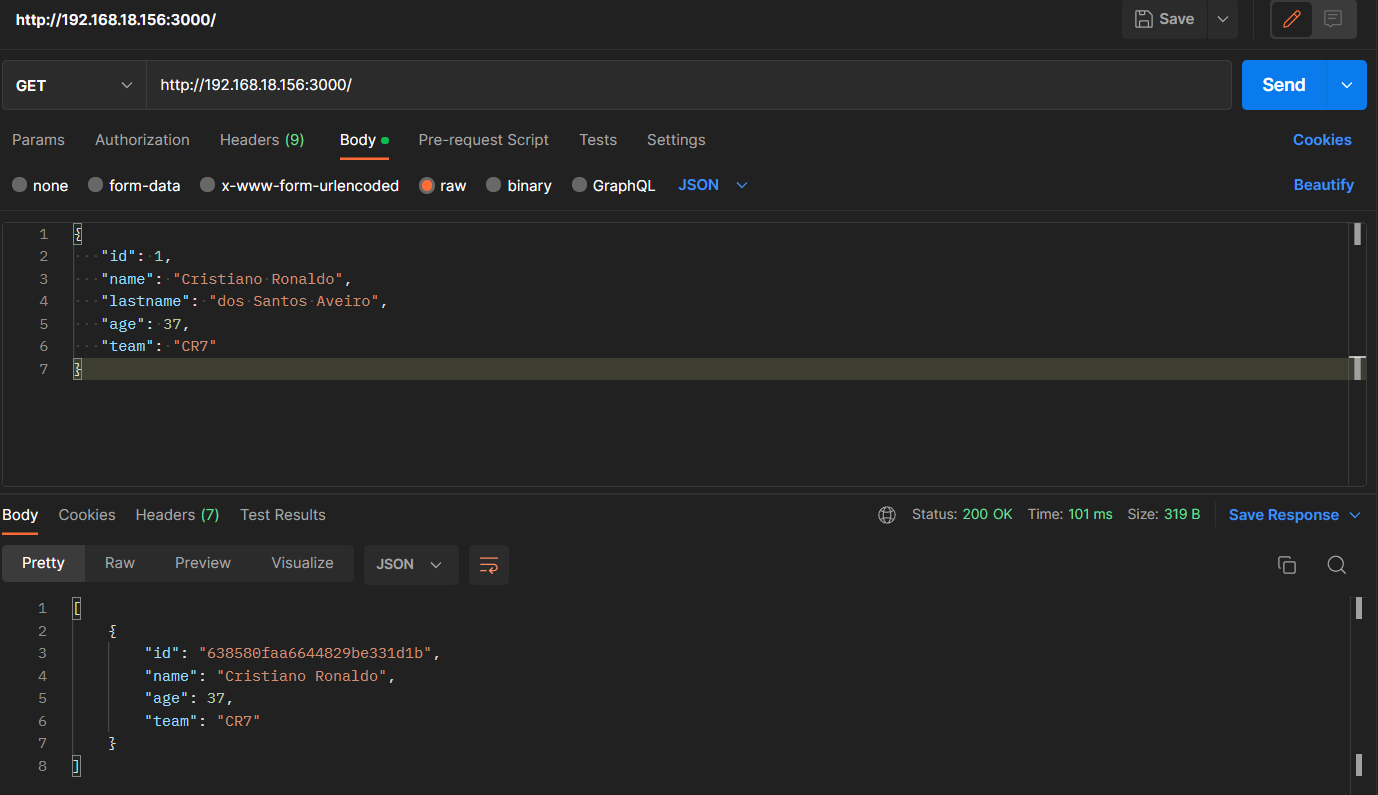 http://192.168.18.156:3000/ Save
GET http://192.168.18.156:3000/ Send
Params Authorization Headers (9) Body Pre-request Script Tests Settings Cookies
none form-data x-www-form-urlencoded raw binary GraphQL JSON Beautify
1 {
2 "id": 1,
3 "name": "Cristiano Ronaldo",
4 "lastname": "dos Santos Aveiro",
5 "age": 37,
6 "team": "CR7"
7 }
Body Cookies Headers (7) Test Results Status: 200 OK Time: 101 ms Size: 319 B Save Response
Pretty Raw Preview Visualize JSON
1 [
2 {
3 "id": "638580faa6644829be331d1b",
4 "name": "Cristiano Ronaldo",
5 "age": 37,
6 "team": "CR7"
7 }
8 ]